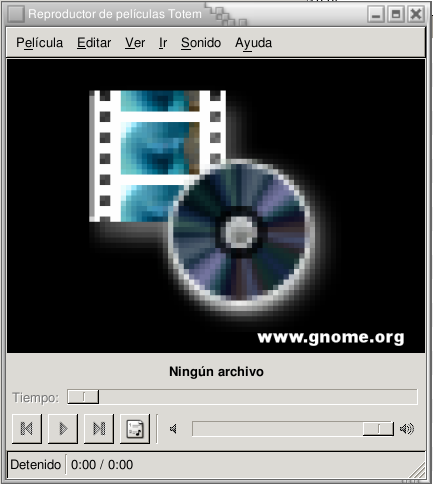 Reproductor de películas Totem
Película Editar Ver Ir Sonido Ayuda
www.gnome.org
Ningún archivo
Tiempo:
Detenido 0:00 / 0:00